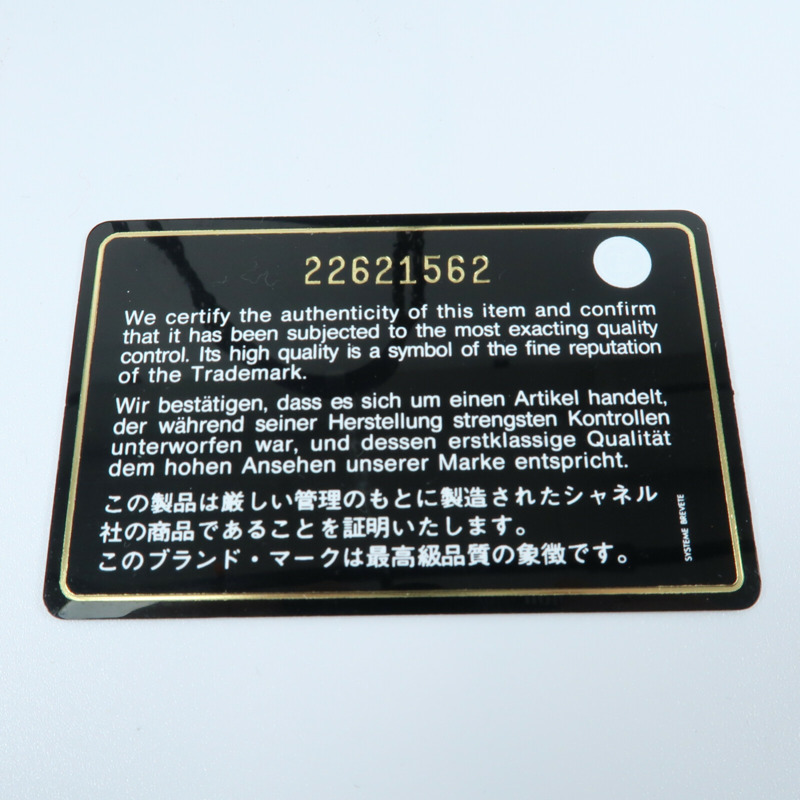 22621562
We certify the authenticity of this item and confirm
that it has been subjected to the most exacting quality
control. Its high quality is a symbol of the fine reputation
of the Trademark.
Wir bestätigen, dass es sich um einen Artikel handelt,
der während seiner Herstellung strengsten Kontrollen
unterworfen war, und dessen erstklassige Qualität
dem hohen Ansehen unserer Marke entspricht.
この製品は厳しい管理のもとに製造されたシャネル
社の商品であることを証明いたします。
このブランド・マークは最高級品質の象徴です。
SYSTEME BREVETE